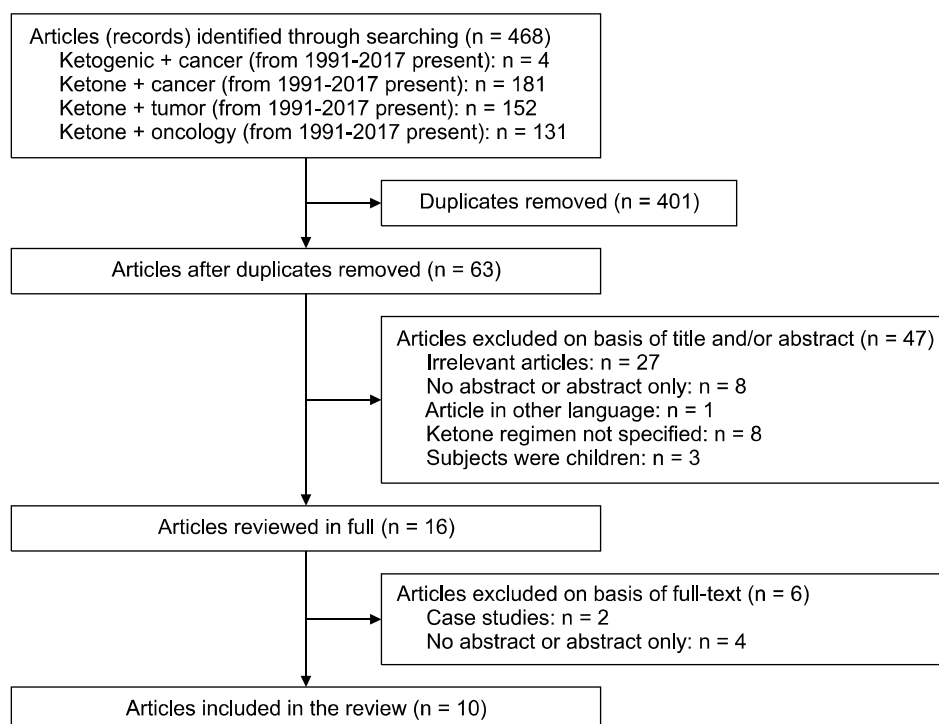 Articles (records) identified through searching (n = 468)
Ketogenic + cancer (from 1991-2017 present): n = 4
Ketone + cancer (from 1991-2017 present): n = 181
Ketone + tumor (from 1991-2017 present): n = 152
Ketone + oncology (from 1991-2017 present): n = 131
Duplicates removed (n = 401)
Articles after duplicates removed (n = 63)
Articles excluded on basis of title and/or abstract (n = 47)
Irrelevant articles: n = 27
No abstract or abstract only: n = 8
Article in other language: n = 1
Ketone regimen not specified: n = 8
Subjects were children: n = 3
Articles reviewed in full (n = 16)
Articles excluded on basis of full-text (n = 6)
Case studies: n = 2
No abstract or abstract only: n = 4
Articles included in the review (n = 10)